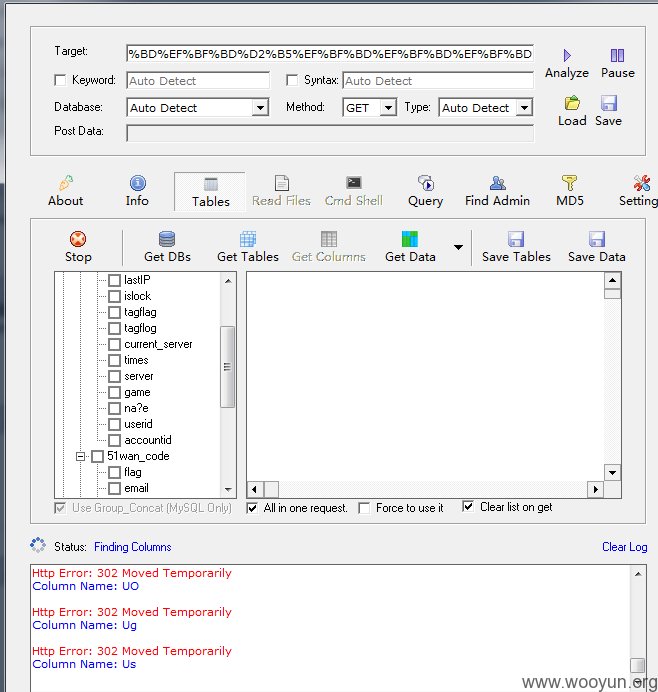 Target: %BD%EF%BF%BD%D2%B5%EF%BF%BD%EF%BF%BD%EF%BF%BD
Analyze Pause
Keyword: Auto Detect Syntax: Auto Detect
Database: Auto Detect Method: GET Type: Auto Detect
Load Save
Post Data:
About Info Tables Read Files Cmd Shell Query Find Admin MD5 Setting
Stop Get DBs Get Tables Get Columns Get Data Save Tables Save Data
lastIP
islock
tagflag
tagflog
current_server
times
server
game
na?e
userid
accountid
51wan_code
flag
email
Use Group_Concat (MySQL Only) All in one request. Force to use it Clear list on get
Status: Finding Columns Clear Log
Http Error: 302 Moved Temporarily
Column Name: UO
Http Error: 302 Moved Temporarily
Column Name: Ug
Http Error: 302 Moved Temporarily
Column Name: Us
www.wooyun.org